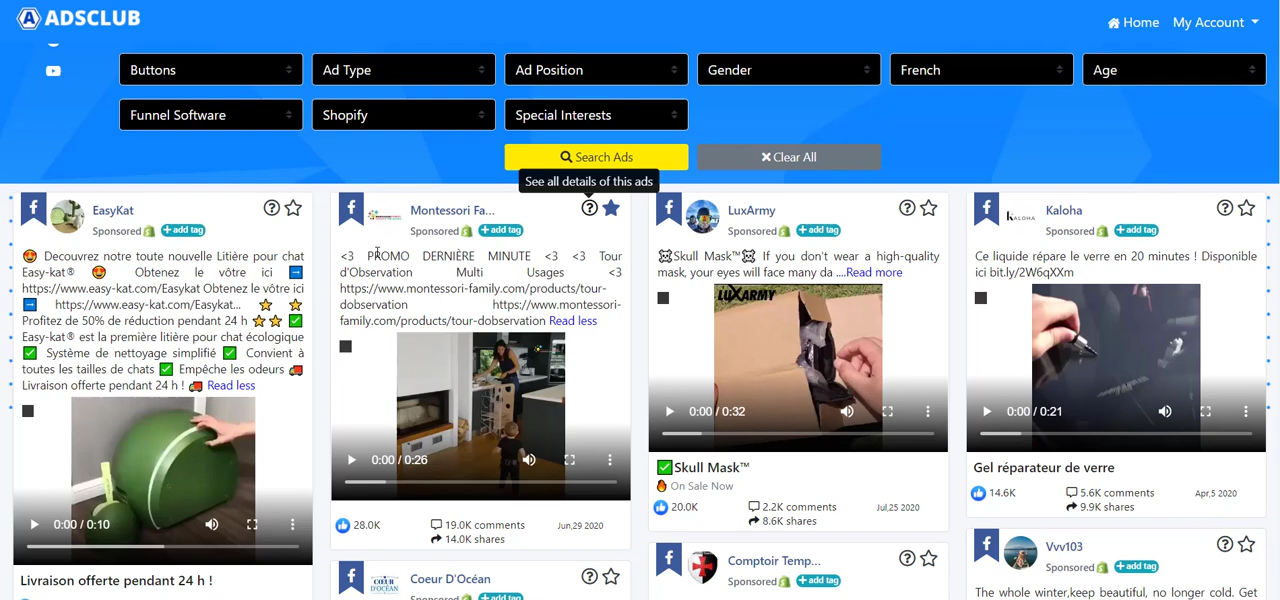 ADSCLUB
Home My Account
Buttons Ad Type Ad Position Gender French Age
Funnel Software Shopify Special Interests
Search Ads Clear All
See all details of this ads
EasyKat
Sponsored add tag
😍 Decouvrez notre toute nouvelle Litière pour chat
Easy-kat® 😍 Obtenez le vôtre ici ➡️
https://www.easy-kat.com/Easykat Obtenez le vôtre ici
➡️ https://www.easy-kat.com/Easykat... ⭐ ⭐
Profitez de 50% de réduction pendant 24 h ⭐⭐ ✅
Easy-kat® est la première litière pour chat écologique
✅ Système de nettoyage simplifié ✅ Convient à
toutes les tailles de chats ✅ Empêche les odeurs 🚚
Livraison offerte pendant 24 h ! 🚚 Read less
0:00 / 0:10
Livraison offerte pendant 24 h !
Montessori Fa...
Sponsored add tag
<3 PROMO DERNIÈRE MINUTE <3 <3 Tour
d'Observation Multi Usages <3
https://www.montessori-family.com/products/tour-
dobservation https://www.montessori-
family.com/products/tour-dobservation Read less
0:00 / 0:26
28.0K 19.0K comments Jun,29 2020
14.0K shares
Coeur D'Océan
CŒUR
D'OCÉAN
Sponsored add tag
LuxArmy
Sponsored add tag
☠️Skull Mask™☠️ If you don't wear a high-quality
mask, your eyes will face many da ....Read more
LUXARMY
0:00 / 0:32
✅Skull Mask™
🔥 On Sale Now
20.0K 2.2K comments Jul,25 2020
8.6K shares
Comptoir Temp...
Sponsored add tag
Kaloha
KALOHA
Sponsored add tag
Ce liquide répare le verre en 20 minutes ! Disponible
ici bit.ly/2W6qXXm
0:00 / 0:21
Gel réparateur de verre
14.6K 5.6K comments Apr,5 2020
9.9K shares
Vvv103
Sponsored add tag
The whole winter,keep beautiful, no longer cold. Get